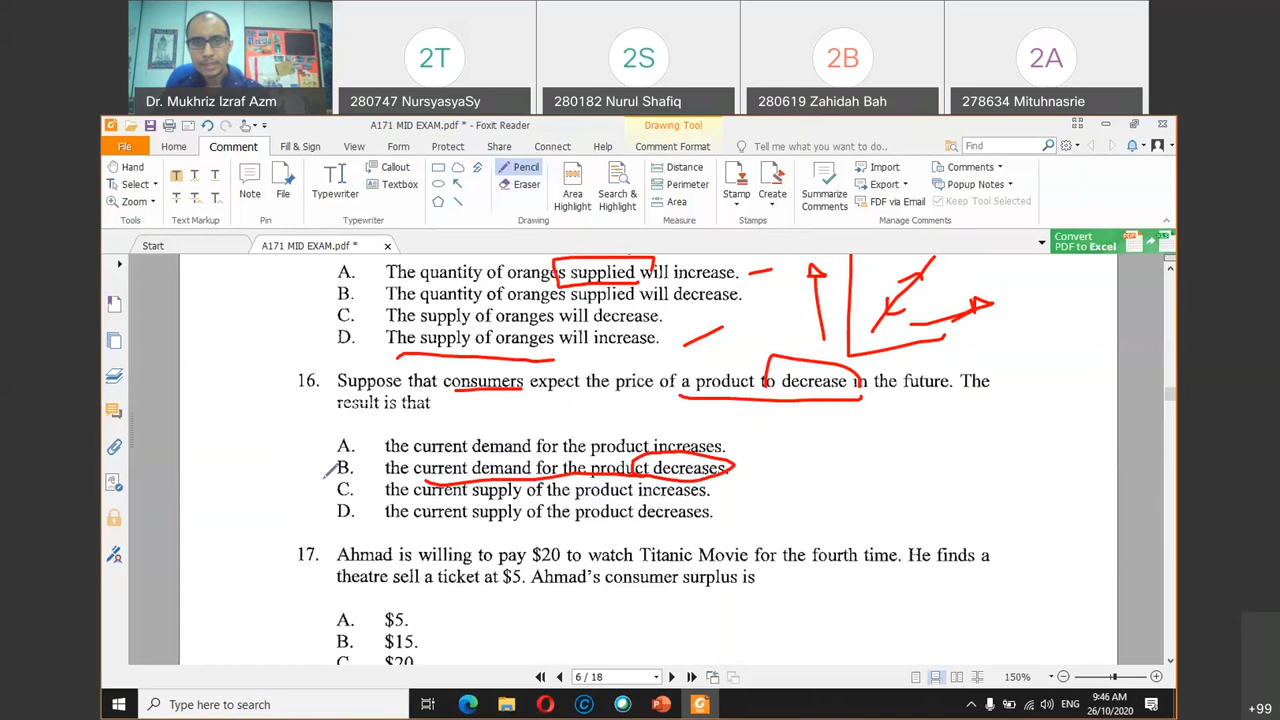 2T
2S
2B
2A
Dr. Mukhriz Izraf Azm
280747 NursyasyaSy
280182 Nurul Shafiq
280619 Zahidah Bah
278634 Mituhnasrie
A171 MID EXAM.pdf * - Foxit Reader
Drawing Tool
File
Home
Comment
Fill & Sign
View
Form
Protect
Share
Connect
Help
Comment Format
Tell me what you want to do...
Find
Hand
Select
Zoom
Tools
T T T
T T T
Text Markup
Note
File
Pin
Typewriter
Callout
Textbox
Typewriter
Pencil
Eraser
Drawing
Area Highlight
Search & Highlight
Distance
Perimeter
Area
Measure
Stamp
Create
Stamps
Summarize Comments
Import
Export
FDF via Email
Popup Notes
Keep Tool Selected
Manage Comments
Start
A171 MID EXAM.pdf *
Convert
PDF to Excel
A. The quantity of oranges supplied will increase.
B. The quantity of oranges supplied will decrease.
C. The supply of oranges will decrease.
D. The supply of oranges will increase.
16. Suppose that consumers expect the price of a product to decrease in the future. The
result is that
A. the current demand for the product increases.
B. the current demand for the product decreases.
C. the current supply of the product increases.
D. the current supply of the product decreases.
17. Ahmad is willing to pay $20 to watch Titanic Movie for the fourth time. He finds a
theatre sell a ticket at $5. Ahmad’s consumer surplus is
A. $5.
B. $15.
C. $20
6 / 18
150%
Type here to search
ENG
9:46 AM
26/10/2020
+99